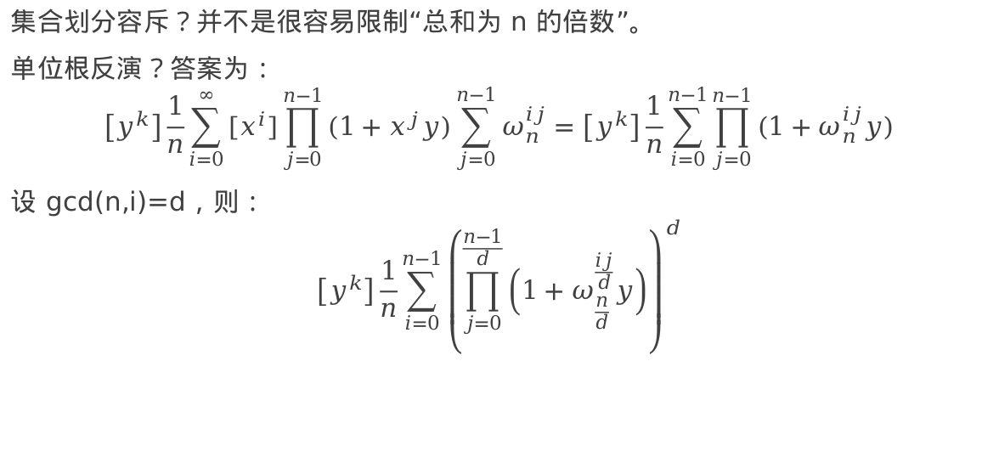 集合划分容斥？并不是很容易限制“总和为 n 的倍数”。
单位根反演？答案为：
$[y^k]\frac{1}{n}\sum_{i=0}^{\infty}[x^i]\prod_{j=0}^{n-1}(1+x^jy)\sum_{j=0}^{n-1}\omega_n^{ij}=[y^k]\frac{1}{n}\sum_{i=0}^{n-1}\prod_{j=0}^{n-1}(1+\omega_n^{ij}y)$
设 gcd(n,i)=d，则：
$[y^k]\frac{1}{n}\sum_{i=0}^{n-1}\left(\prod_{j=0}^{\frac{n-1}{d}}\left(1+\omega_{\frac{n}{d}}^{\frac{ij}{d}}y\right)\right)^d$